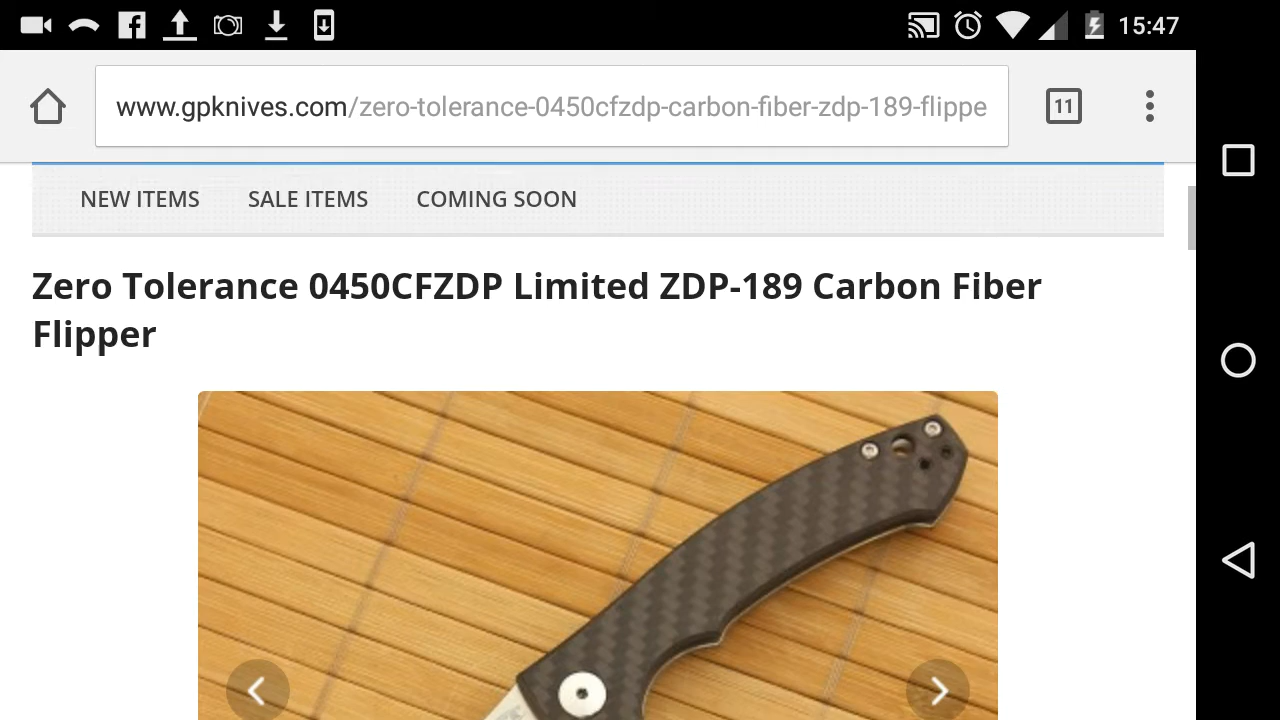 15:47
www.gpknives.com/zero-tolerance-0450cfzdp-carbon-fiber-zdp-189-flippe
11
NEW ITEMS SALE ITEMS COMING SOON
Zero Tolerance 0450CFZDP Limited ZDP-189 Carbon Fiber
Flipper